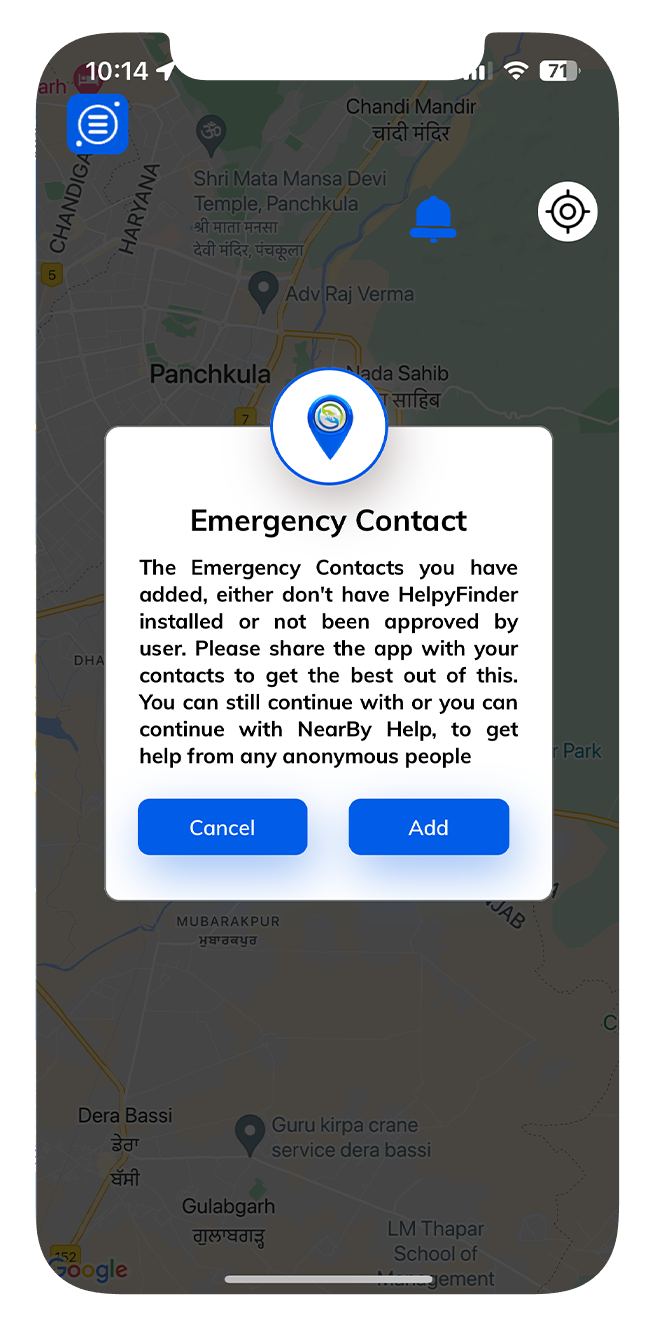 10:14
71
arh
Chandi Mandir
चांदी मंदिर
CHANDIGA
HARYANA
Shri Mata Mansa Devi
Temple, Panchkula
श्री माता मनसा
देवी मंदिर, पंचकूला
5
Adv Raj Verma
Panchkula
Nada Sahib
साहिब
7
Emergency Contact
The Emergency Contacts you have
added, either don't have HelpyFinder
installed or not been approved by
user. Please share the app with your
contacts to get the best out of this.
You can still continue with or you can
continue with NearBy Help, to get
help from any anonymous people
DHA
r Park
Cancel
Add
JAB
MUBARAKPUR
ਮੁਬਾਰਕਪੁਰ
C
Dera Bassi
ਡੇਰਾ
ਬੱਸੀ
Guru kirpa crane
service dera bassi
Gulabgarh
ਗੁਲਾਬਗੜ੍ਹ
LM Thapar
School of
Management
152
Google